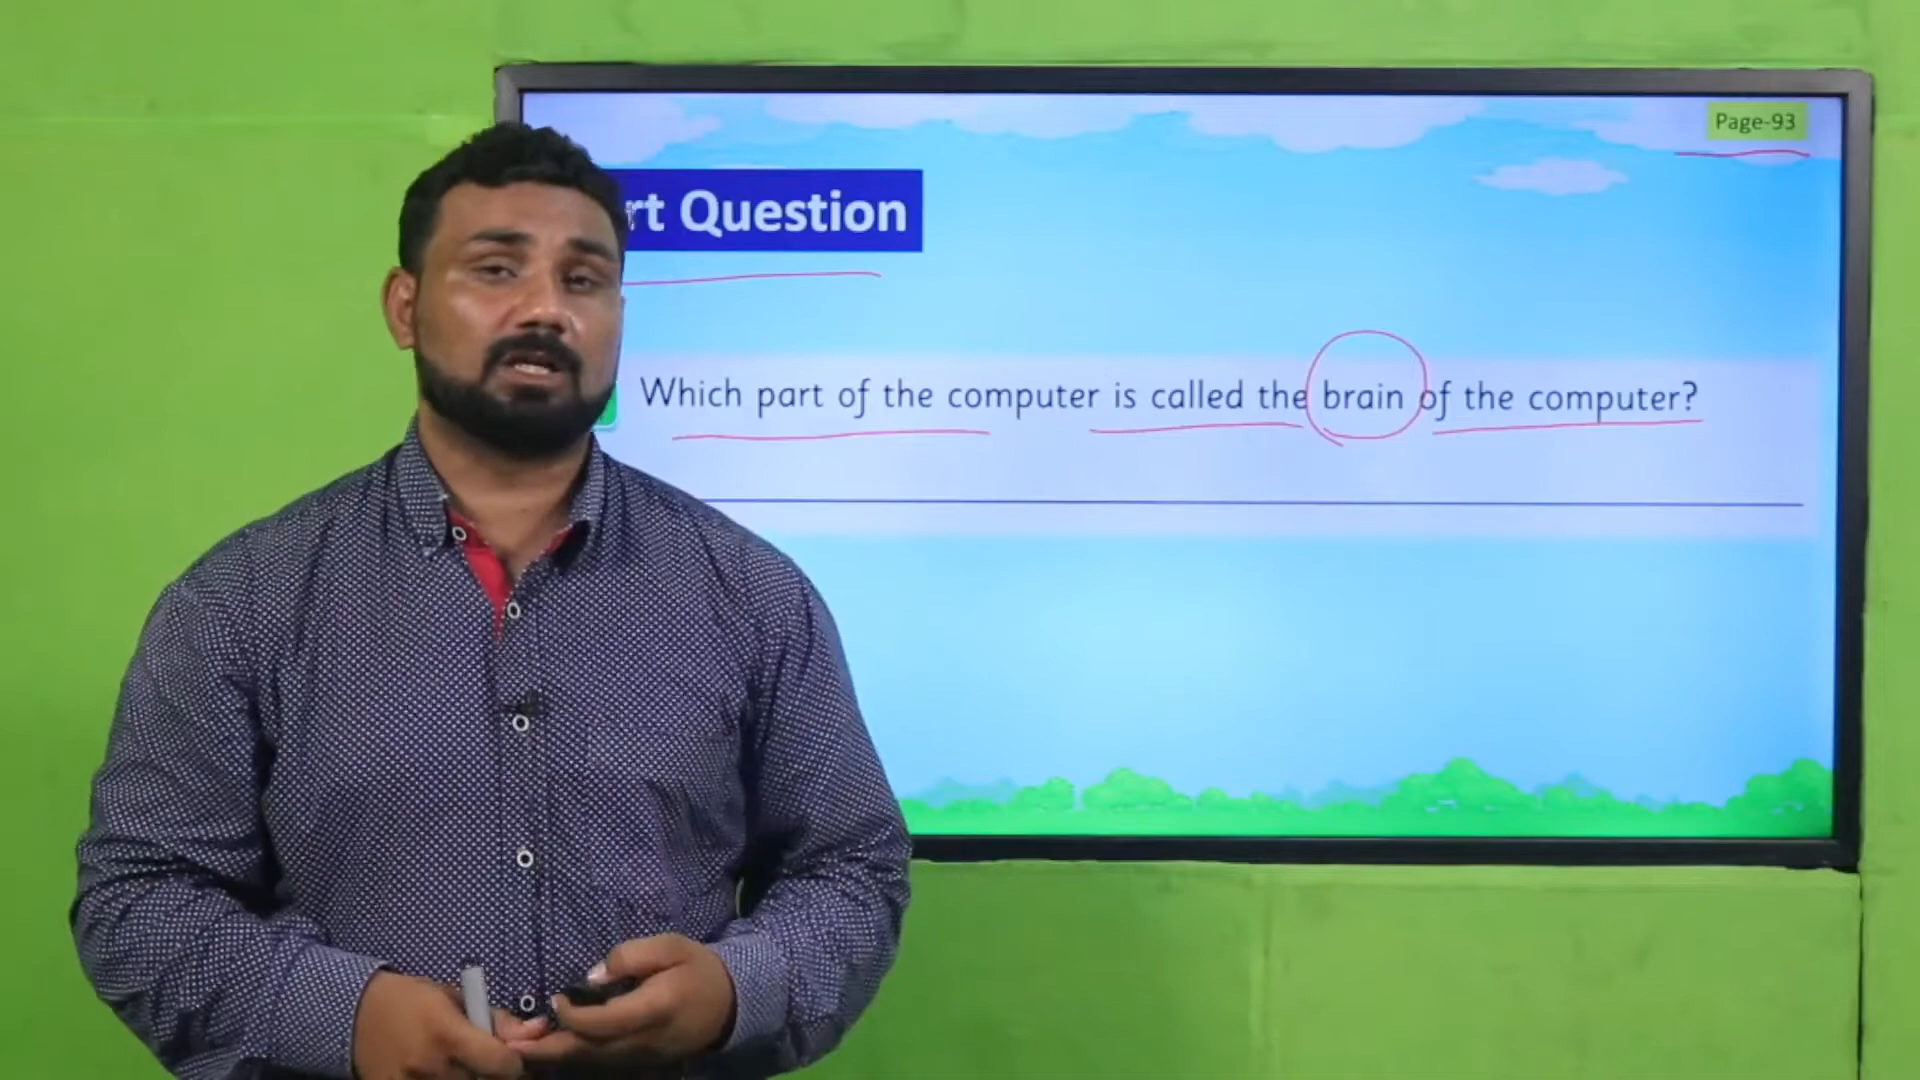 Page-93
rt Question
Which part of the computer is called the brain of the computer?